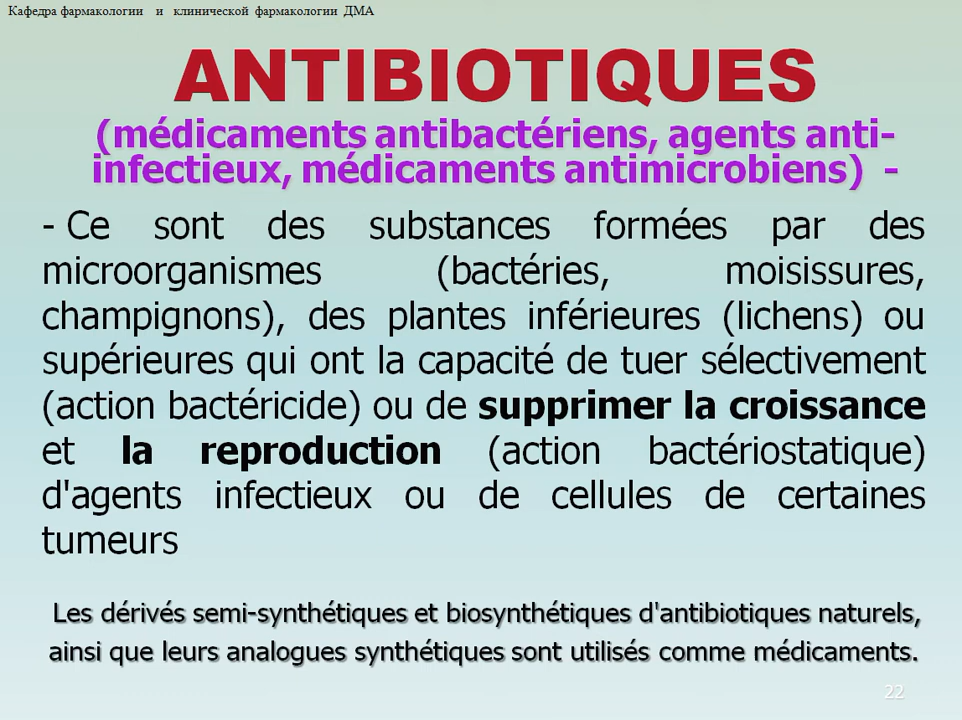 Кафедра фармакологии и клинической фармакологии ДМА
ANTIBIOTIQUES
(médicaments antibactériens, agents anti-
infectieux, médicaments antimicrobiens) -
- Ce sont des substances formées par des
microorganismes (bactéries, moisissures,
champignons), des plantes inférieures (lichens) ou
supérieures qui ont la capacité de tuer sélectivement
(action bactéricide) ou de supprimer la croissance
et la reproduction (action bactériostatique)
d'agents infectieux ou de cellules de certaines
tumeurs
Les dérivés semi-synthétiques et biosynthétiques d'antibiotiques naturels,
ainsi que leurs analogues synthétiques sont utilisés comme médicaments.
22